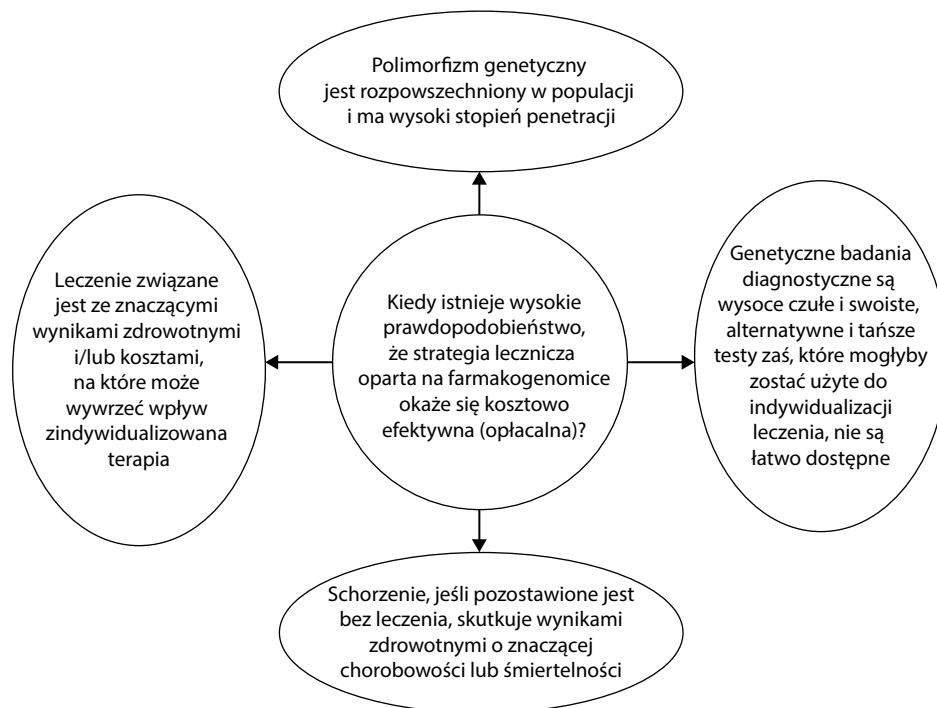 Polimorfizm genetyczny
jest rozpowszechniony w populacji
i ma wysoki stopień penetracji
Leczenie związane
jest ze znaczącymi
wynikami zdrowotnymi
i/lub kosztami,
na które może
wywrzeć wpływ
zindywidualizowana
terapia
Kiedy istnieje wysokie
prawdopodobieństwo,
że strategia lecznicza
oparta na farmakogenomice
okaże się kosztowo
efektywna (opłacalna)?
Genetyczne badania
diagnostyczne są
wysoce czułe i swoiste,
alternatywne i tańsze
testy zaś, które mogłyby
zostać użyte do
indywidualizacji
leczenia, nie są
łatwo dostępne
Schorzenie, jeśli pozostawione jest
bez leczenia, skutkuje wynikami
zdrowotnymi o znaczącej
chorobowości lub śmiertelności